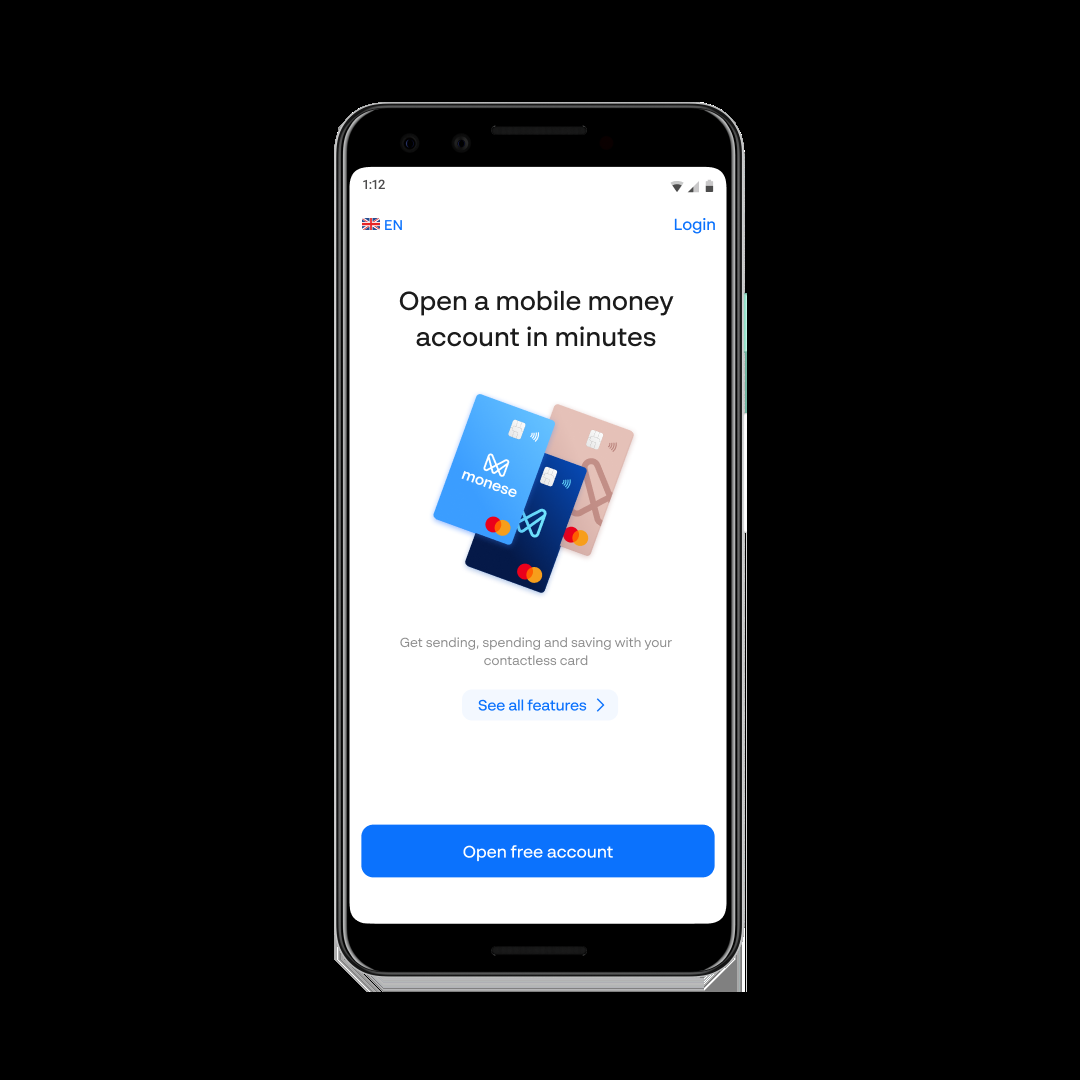 1:12
EN
Login
Open a mobile money
account in minutes
monese
Get sending, spending and saving with your
contactless card
See all features
Open free account